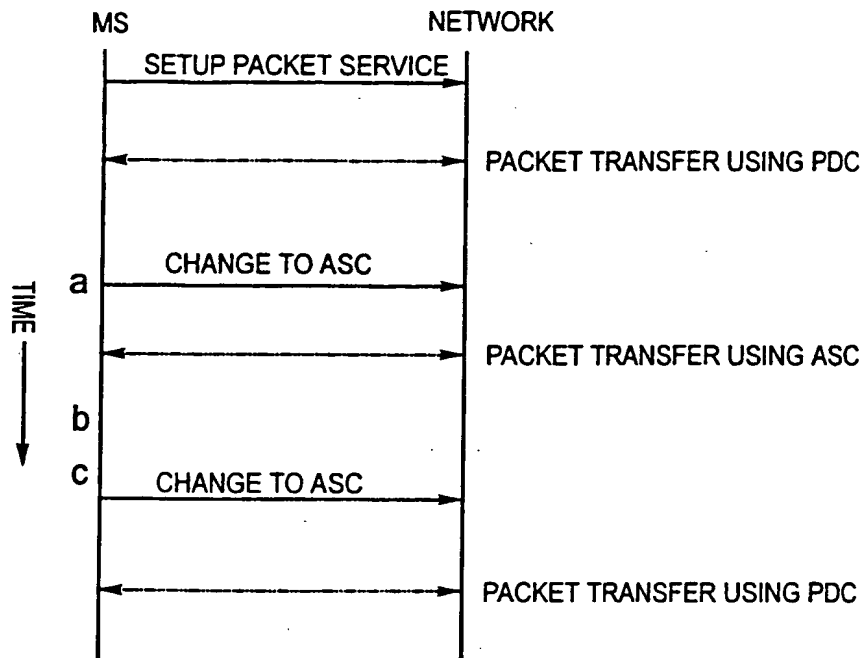 MS
NETWORK
SETUP PACKET SERVICE
PACKET TRANSFER USING PDC
a
CHANGE TO ASC
TIME
PACKET TRANSFER USING ASC
b
c
CHANGE TO ASC
PACKET TRANSFER USING PDC